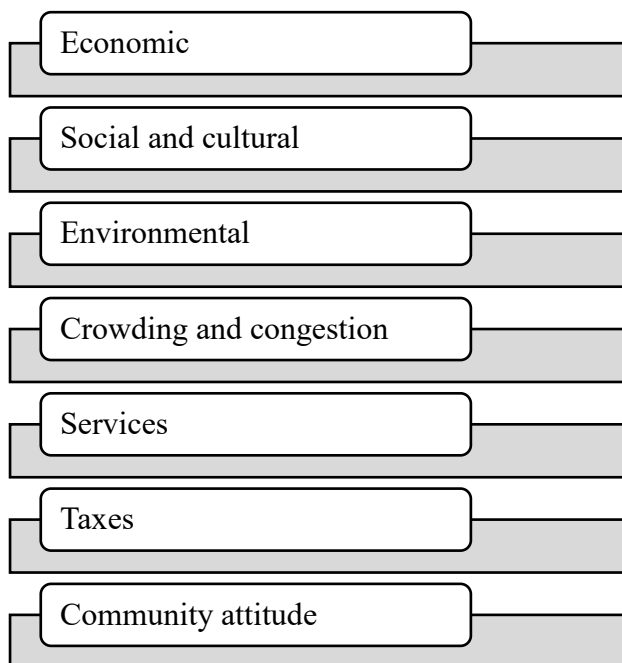 Economic
Social and cultural
Environmental
Crowding and congestion
Services
Taxes
Community attitude